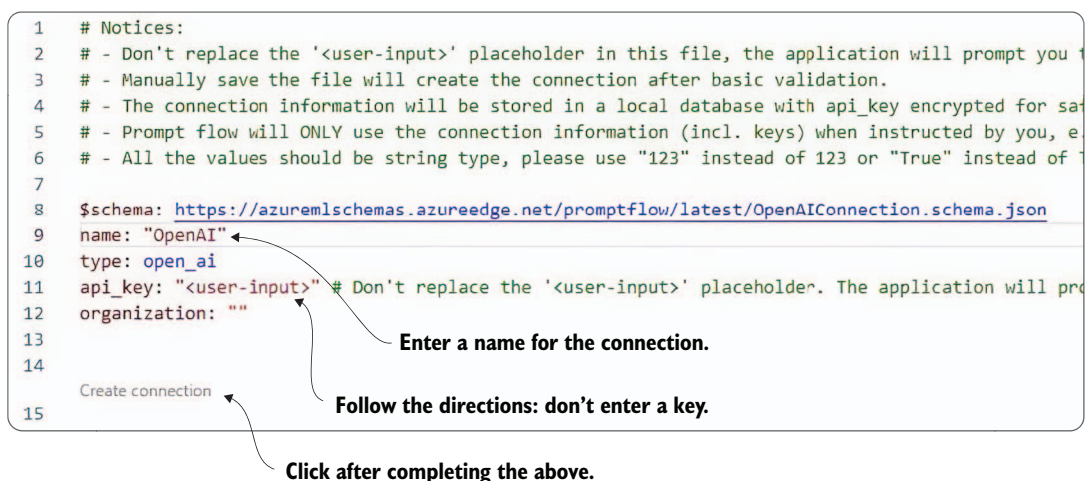 1 # Notices:
2 # - Don't replace the '<user-input>' placeholder in this file, the application will prompt you
3 # - Manually save the file will create the connection after basic validation.
4 # - The connection information will be stored in a local database with api_key encrypted for
5 # - Prompt flow will ONLY use the connection information (incl. keys) when instructed by you, e.
6 # - All the values should be string type, please use "123" instead of 123 or "True" instead of
7
8 $schema: https://azuremlschemas.azureedge.net/promptflow/latest/OpenAIConnection.schema.json
9 name: "OpenAI"
10 type: open_ai
11 api_key: "<user-input>" # Don't replace the '<user-input>' placeholder. The application will
12 organization: ""
13
Enter a name for the connection.
14
Create connection
Follow the directions: don't enter a key.
15
Click after completing the above.